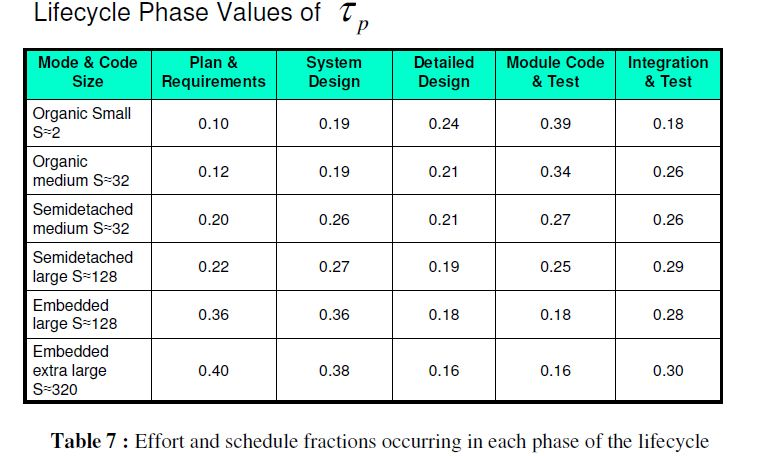 Lifecycle Phase Values of τp
Mode & Code Size Plan & Requirements System Design Detailed Design Module Code & Test Integration & Test
Organic Small S≈2 0.10 0.19 0.24 0.39 0.18
Organic medium S≈32 0.12 0.19 0.21 0.34 0.26
Semidetached medium S≈32 0.20 0.26 0.21 0.27 0.26
Semidetached large S≈128 0.22 0.27 0.19 0.25 0.29
Embedded large S≈128 0.36 0.36 0.18 0.18 0.28
Embedded extra large S≈320 0.40 0.38 0.16 0.16 0.30
Table 7 : Effort and schedule fractions occurring in each phase of the lifecycle